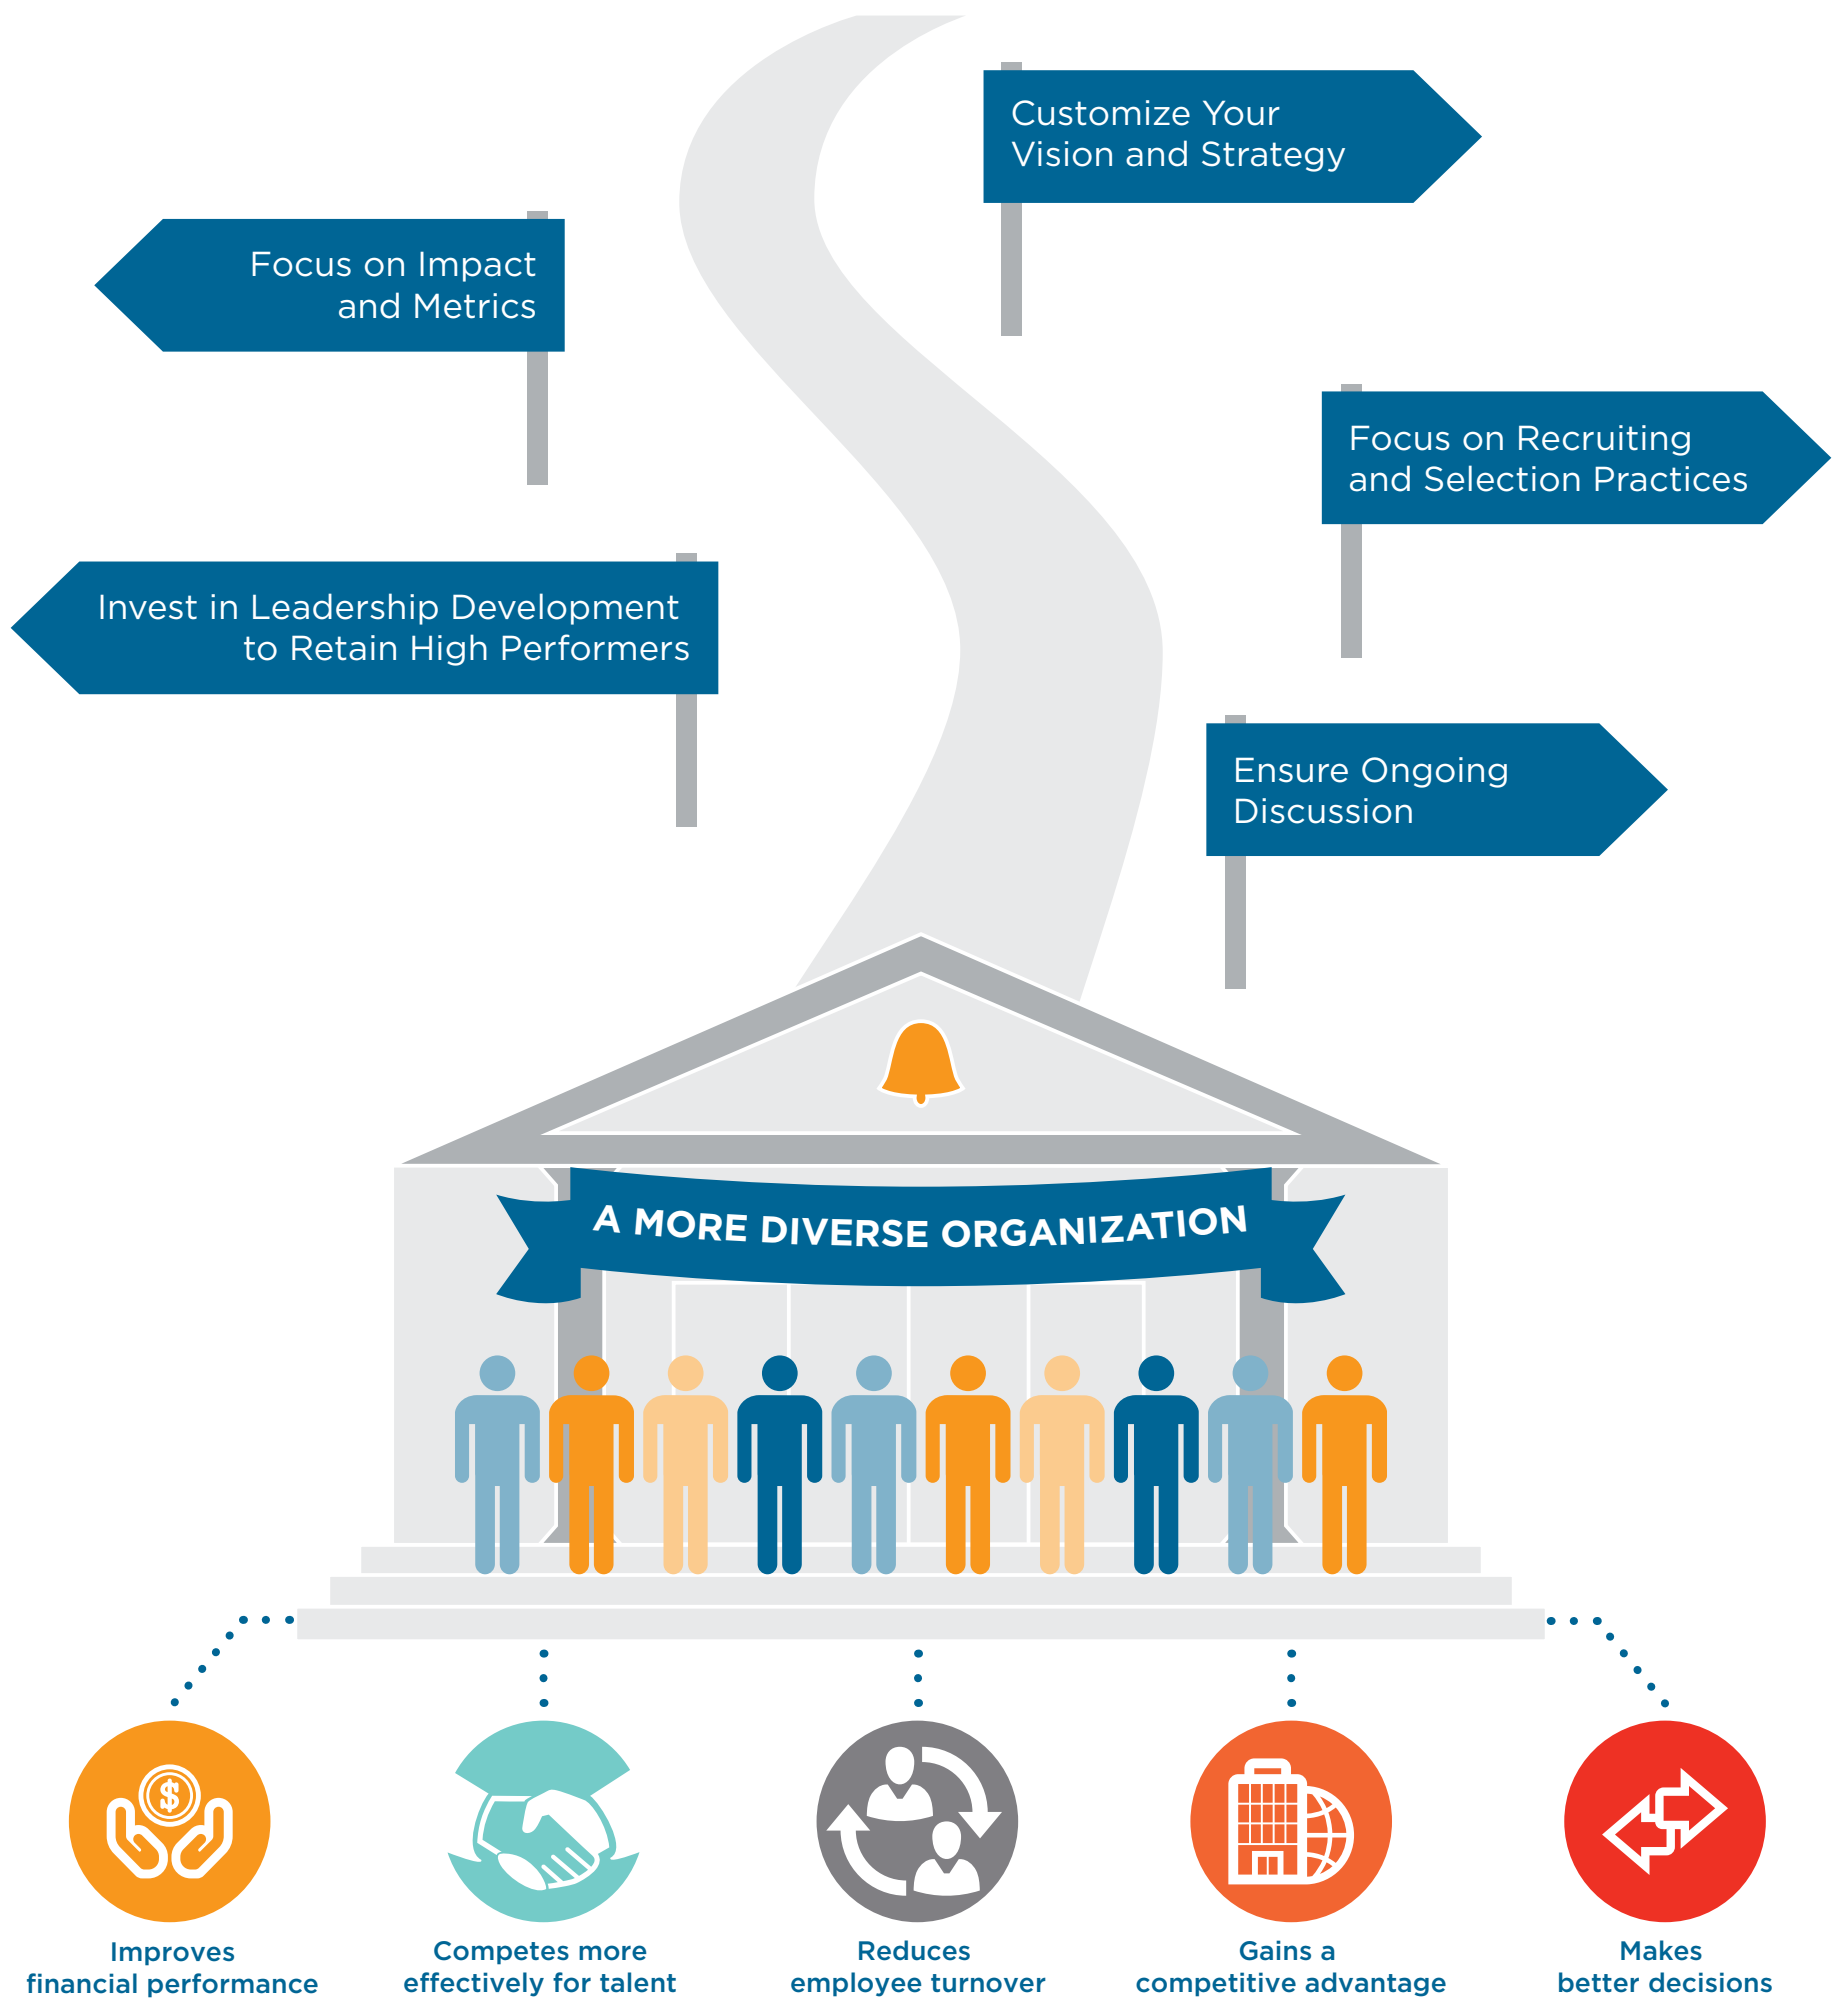 Customize Your
Vision and Strategy
Focus on Impact
and Metrics
Focus on Recruiting
and Selection Practices
Invest in Leadership Development
to Retain High Performers
Ensure Ongoing
Discussion
A MORE DIVERSE ORGANIZATION
$
Improves
financial performance
Competes more
effectively for talent
Reduces
employee turnover
Gains a
competitive advantage
Makes
better decisions